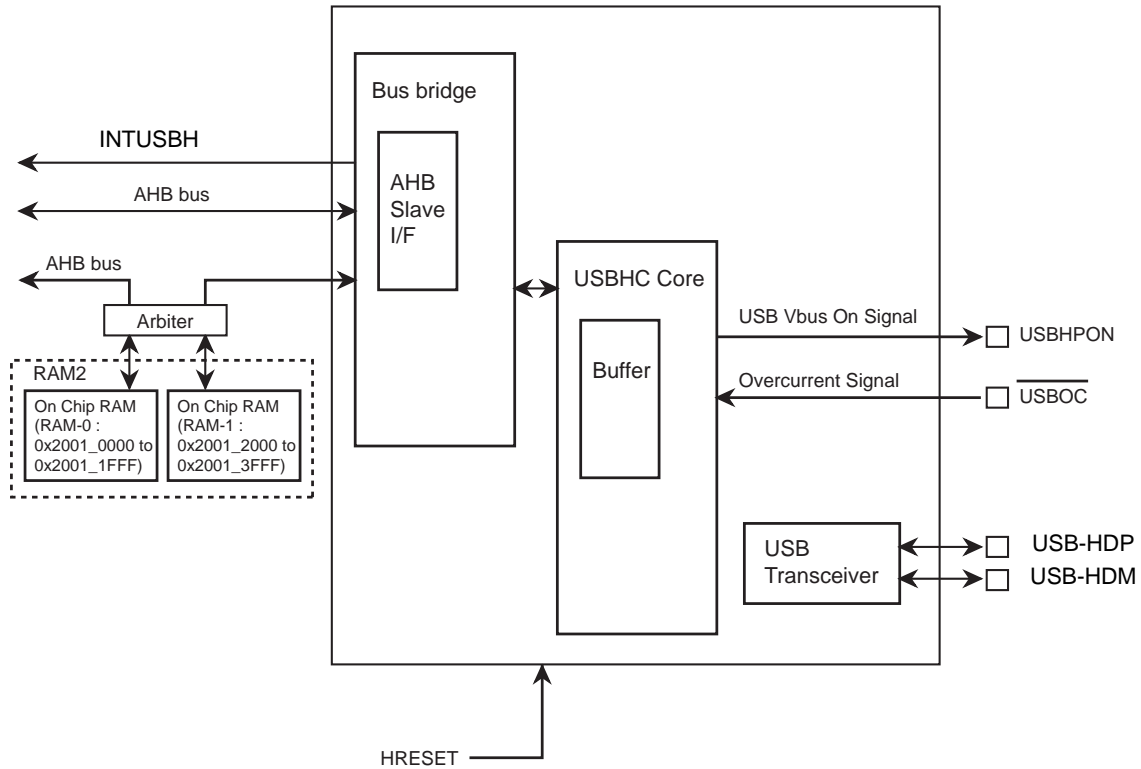 Bus bridge
INTUSBH
AHB
Slave
I/F
AHB bus
AHB bus
Arbiter
RAM2
On Chip RAM
(RAM-0 :
0x2001_0000 to
0x2001_1FFF)
On Chip RAM
(RAM-1 :
0x2001_2000 to
0x2001_3FFF)
USBHC Core
Buffer
USB Vbus On Signal
USBHPON
Overcurrent Signal
USBOC
USB
Transceiver
USB-HDP
USB-HDM
HRESET